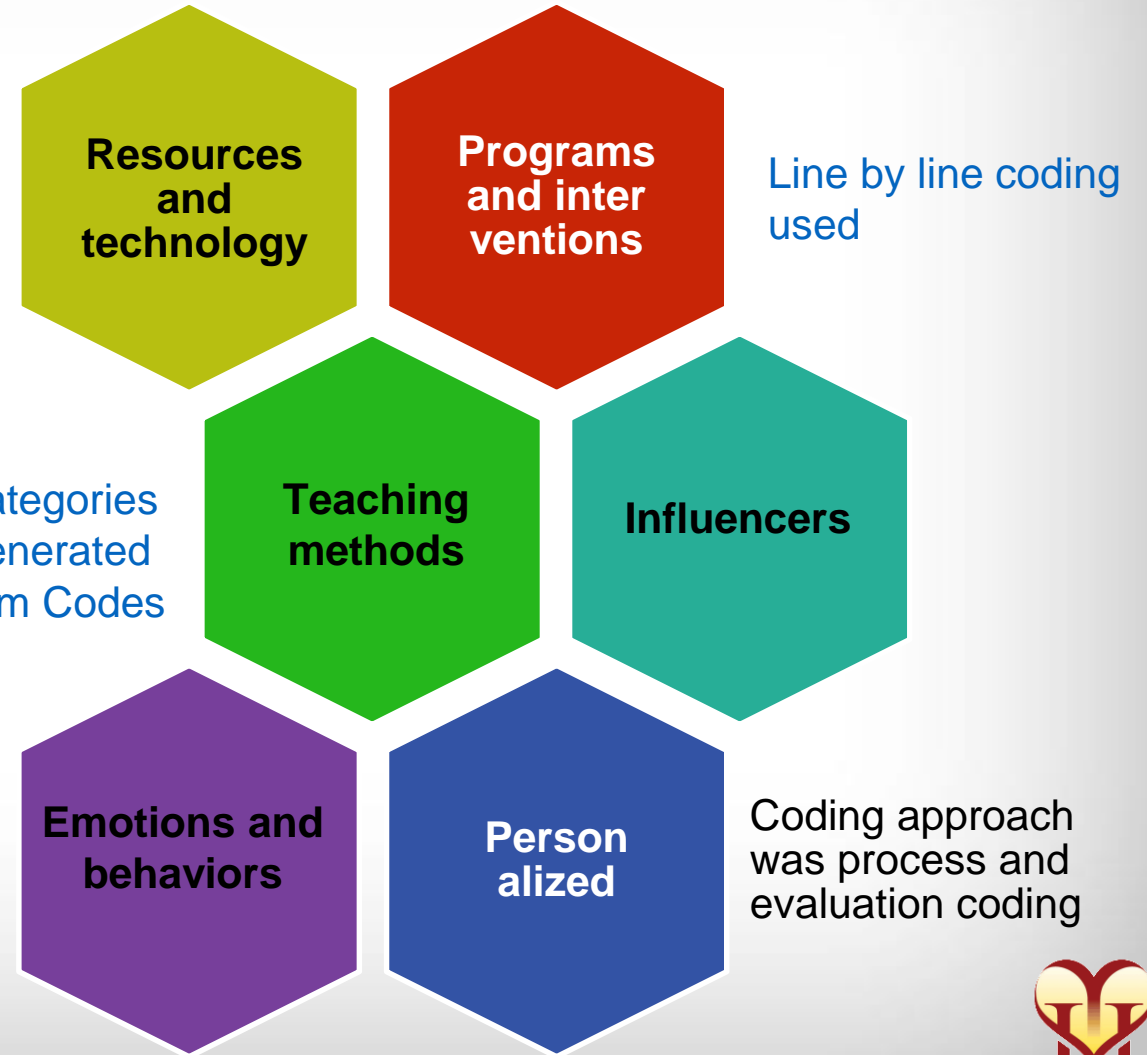 Resources
and
technology
Programs
and inter
ventions
Line by line coding
used
Teaching
methods
Influencers
Codes
Emotions and
behaviors
Person
alized
Coding approach
was process and
evaluation coding